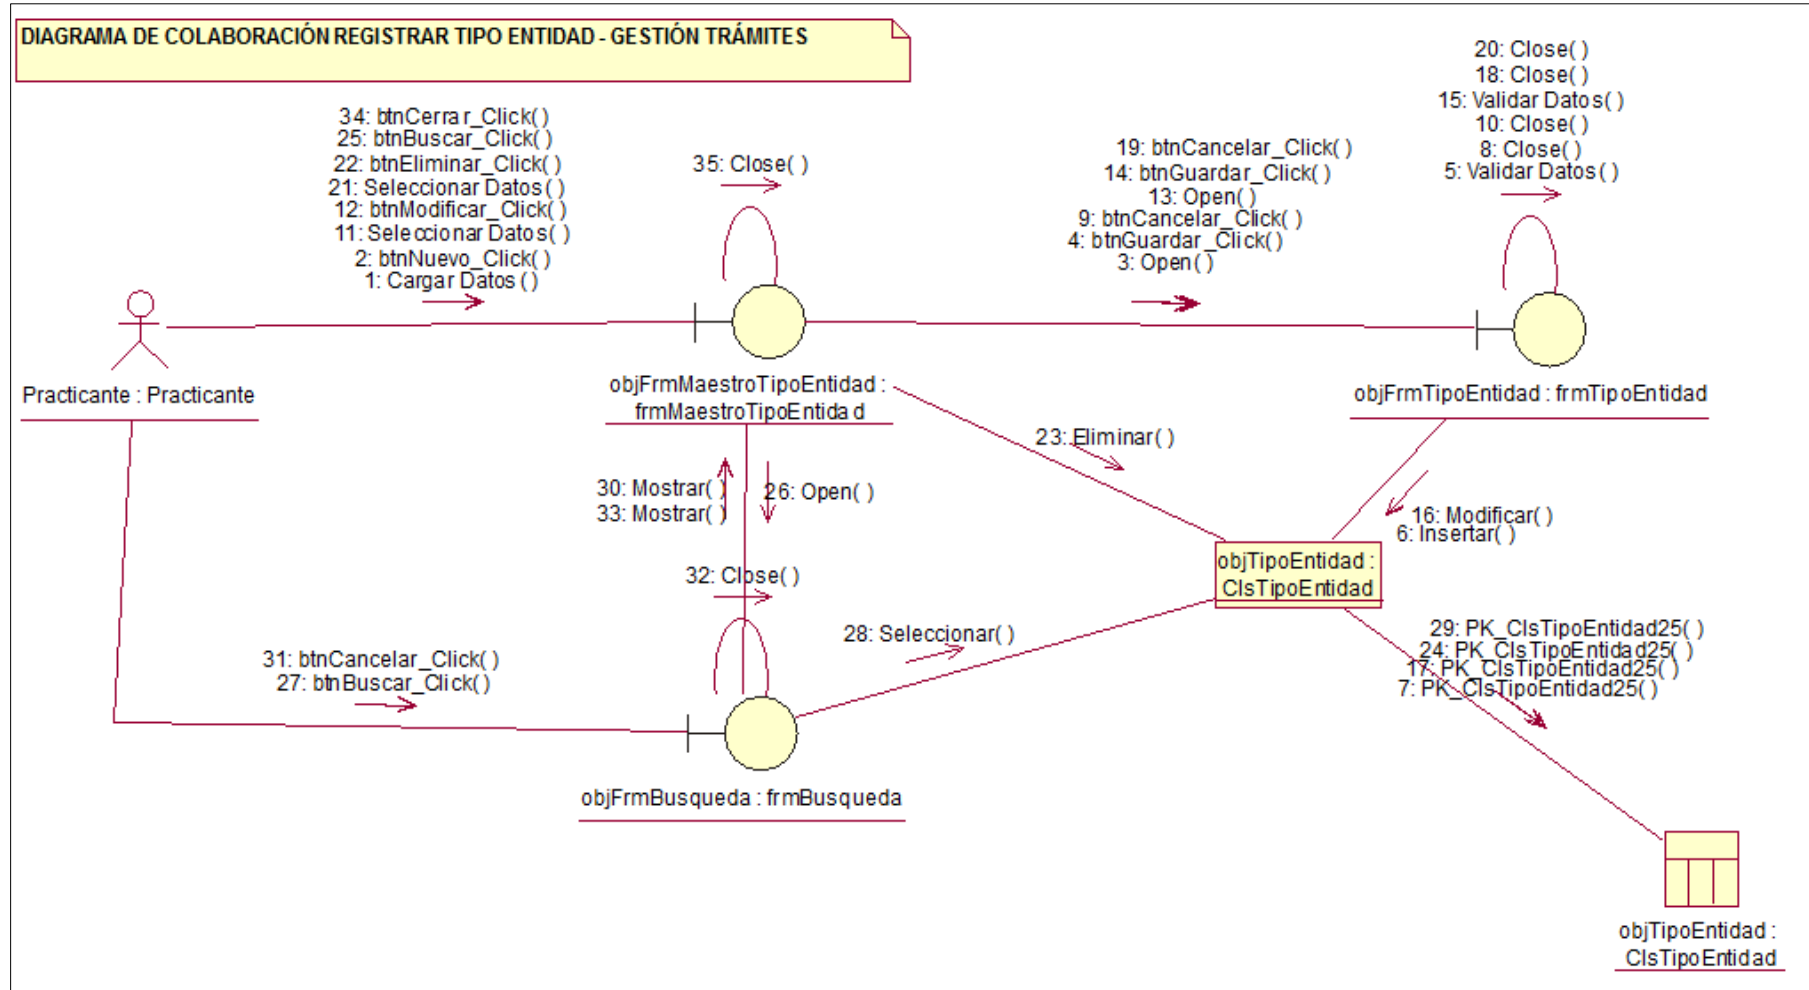 DIAGRAMA DE COLABORACIÓN REGISTRAR TIPO ENTIDAD - GESTIÓN TRÁMITES
34: btnCerrar_Click( )
25: btnBuscar_Click( )
22: btnEliminar_Click( )
21: Seleccionar Datos( )
12: btnModificar_Click( )
11: Seleccionar Datos( )
2: btnNuevo_Click( )
1: Cargar Datos( )
35: Close( )
19: btnCancelar_Click( )
14: btnGuardar_Click( )
13: Open( )
9: btnCancelar_Click( )
4: btnGuardar_Click( )
3: Open( )
20: Close( )
18: Close( )
15: Validar Datos( )
10: Close( )
8: Close( )
5: Validar Datos( )
Practicante : Practicante
objFrmMaestroTipoEntidad :
frmMaestroTipoEntidad
objFrmTipoEntidad : frmTipoEntidad
23: Eliminar( )
30: Mostrar( )
33: Mostrar( )
26: Open( )
16: Modificar( )
6: Insertar( )
objTipoEntidad :
ClsTipoEntidad
32: Close( )
28: Seleccionar( )
31: btnCancelar_Click( )
27: btnBuscar_Click( )
29: PK_ClsTipoEntidad25( )
24: PK_ClsTipoEntidad25( )
17: PK_ClsTipoEntidad25( )
7: PK_ClsTipoEntidad25( )
objFrmBusqueda : frmBusqueda
objTipoEntidad :
ClsTipoEntidad